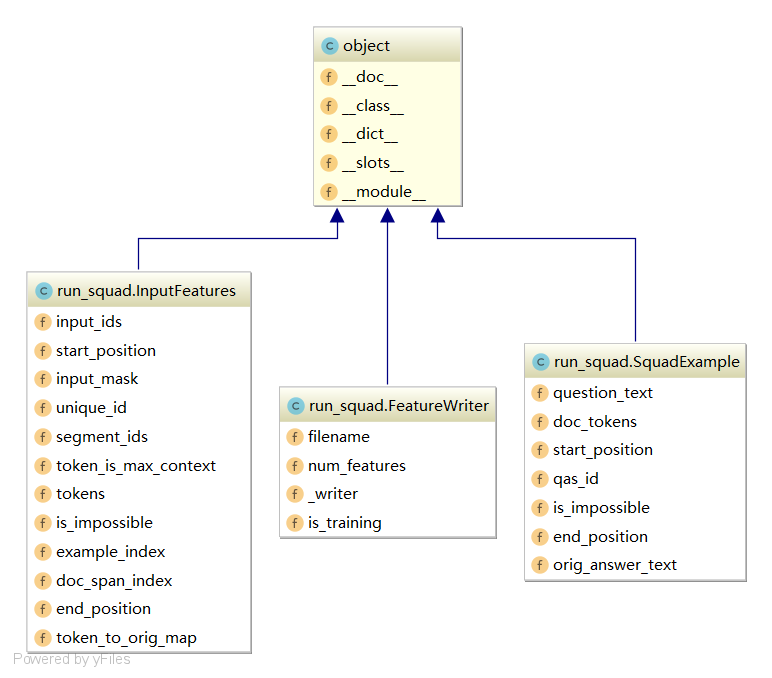 C object
f __doc__
f __class__
f __dict__
f __slots__
f __module__
C run_squad.InputFeatures
f input_ids
f start_position
f input_mask
f unique_id
f segment_ids
f token_is_max_context
f tokens
f is_impossible
f example_index
f doc_span_index
f end_position
f token_to_orig_map
C run_squad.FeatureWriter
f filename
f num_features
f _writer
f is_training
C run_squad.SquadExample
f question_text
f doc_tokens
f start_position
f qas_id
f is_impossible
f end_position
f orig_answer_text
Powered by yFiles